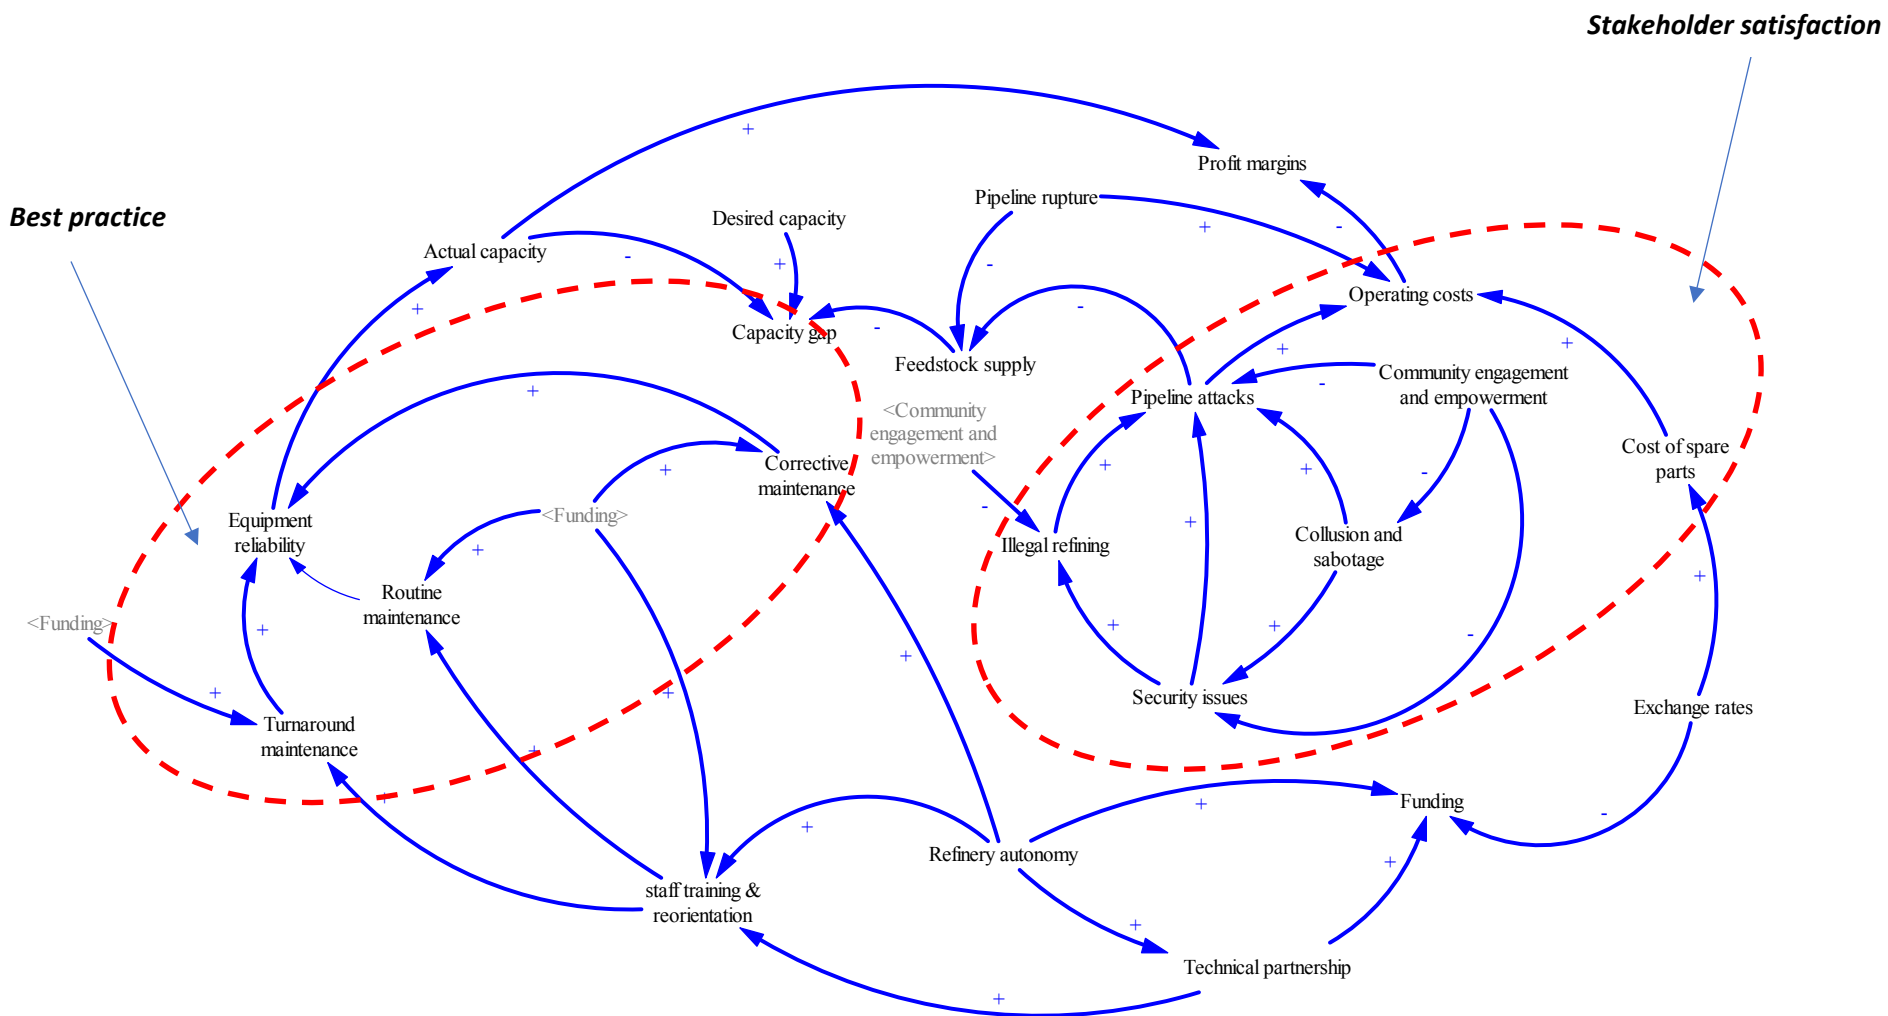 Stakeholder satisfaction
Best practice
+
Profit margins
Pipeline rupture
Desired capacity
Actual capacity
+
-
-
+
-
Operating costs
+
-
Capacity gap
-
Feedstock supply
+
+
Community engagement
and empowerment
-
Pipeline attacks
+
<Community
engagement and
empowerment>
Cost of spare
parts
Corrective
maintenance
+
+
+
-
-
<Funding>
Equipment
reliability
+
Illegal refining
Collusion and
sabotage
+
Routine
maintenance
+
<Funding>
+
+
+
-
+
+
+
Security issues
Exchange rates
Turnaround
maintenance
+
+
Funding
+
-
+
Refinery autonomy
+
staff training &
reorientation
+
Technical partnership
+